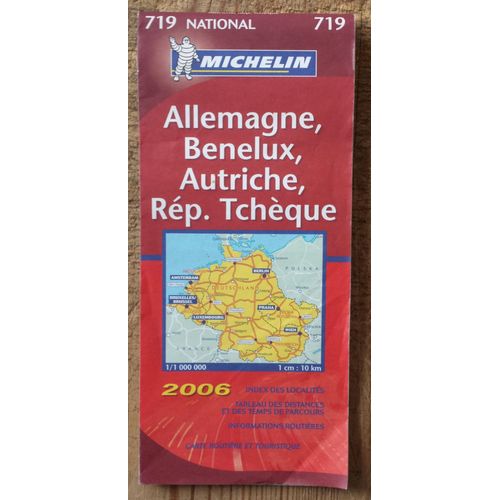 719 NATIONAL 719
MICHELIN
Allemagne,
Benelux,
Autriche,
Rép. Tchèque
POLSKA
BERLIN
AMSTERDAM
DEUTSCHLAND
BRUXELLES/
BRUSSEL
PRAHA
LUXEMBOURG
WIEN
1/1 000 000 1 cm : 10 km
2006 INDEX DES LOCALITÉS
TABLEAU DES DISTANCES
ET DES TEMPS DE PARCOURS
INFORMATIONS ROUTIÈRES
CARTE ROUTIÈRE ET TOURISTIQUE